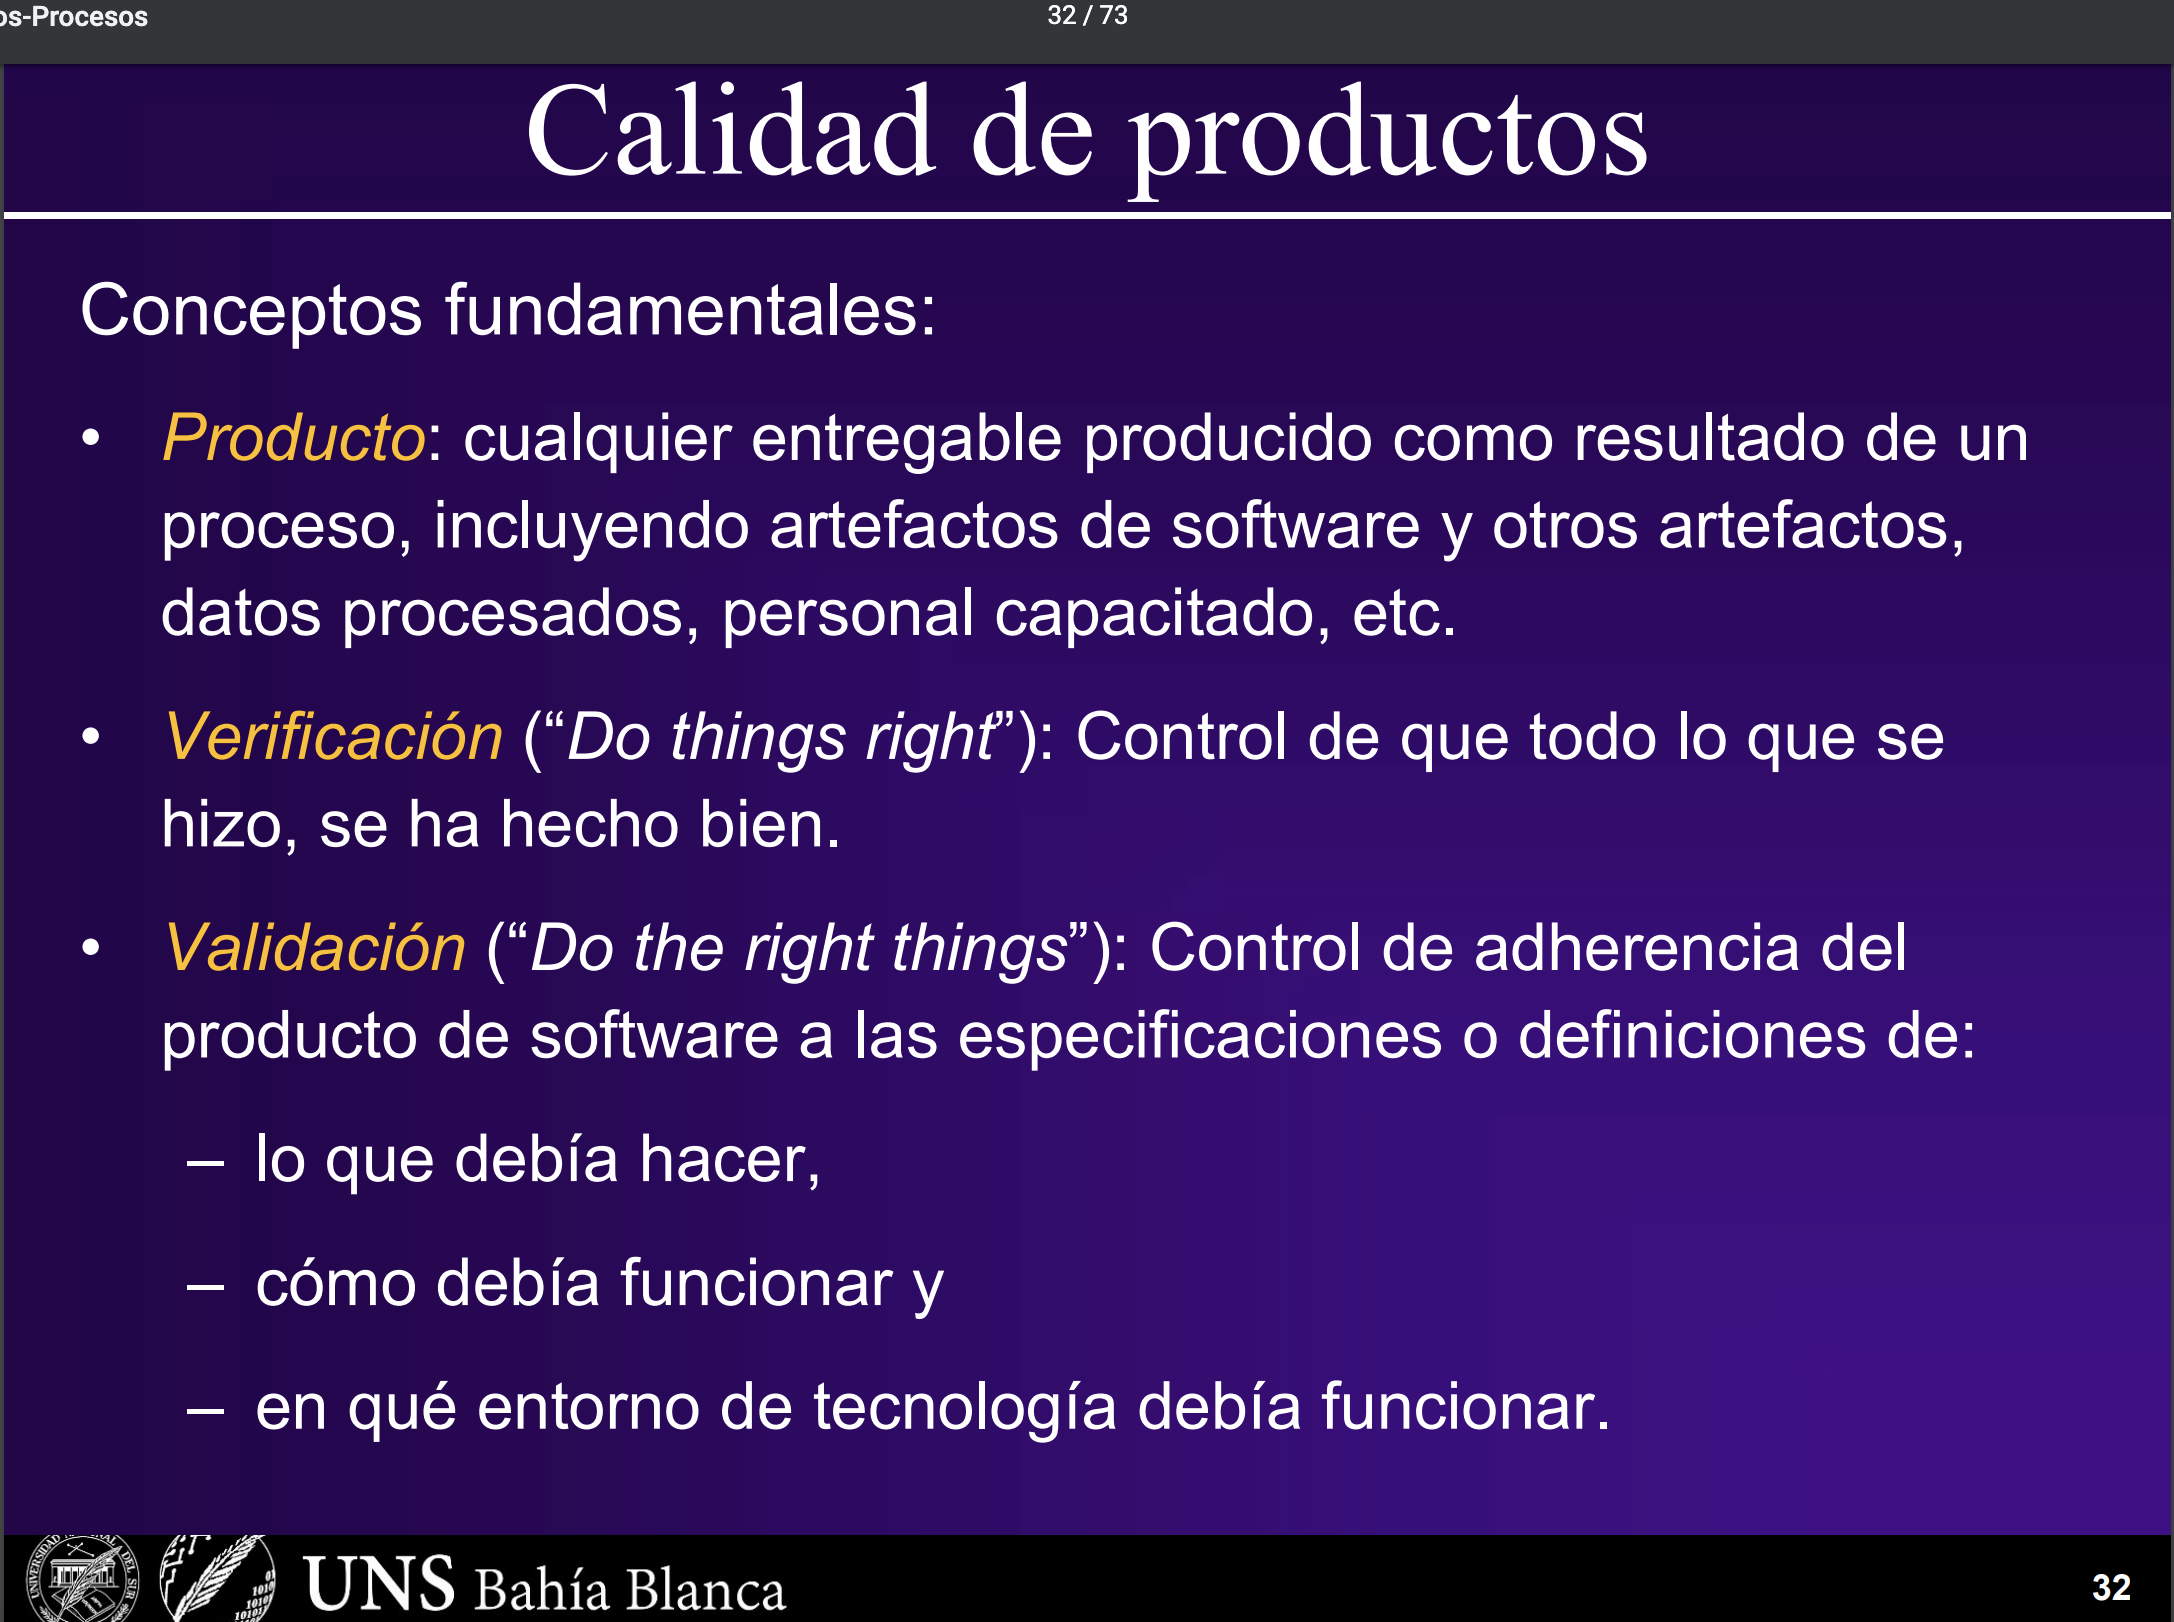 os-Procesos
32 / 73
Calidad de productos
Conceptos fundamentales:
• Producto: cualquier entregable producido como resultado de un
proceso, incluyendo artefactos de software y otros artefactos,
datos procesados, personal capacitado, etc.
• Verificación (“Do things right”): Control de que todo lo que se
hizo, se ha hecho bien.
• Validación (“Do the right things”): Control de adherencia del
producto de software a las especificaciones o definiciones de:
– lo que debía hacer,
– cómo debía funcionar y
– en qué entorno de tecnología debía funcionar.
UNS Bahía Blanca
32